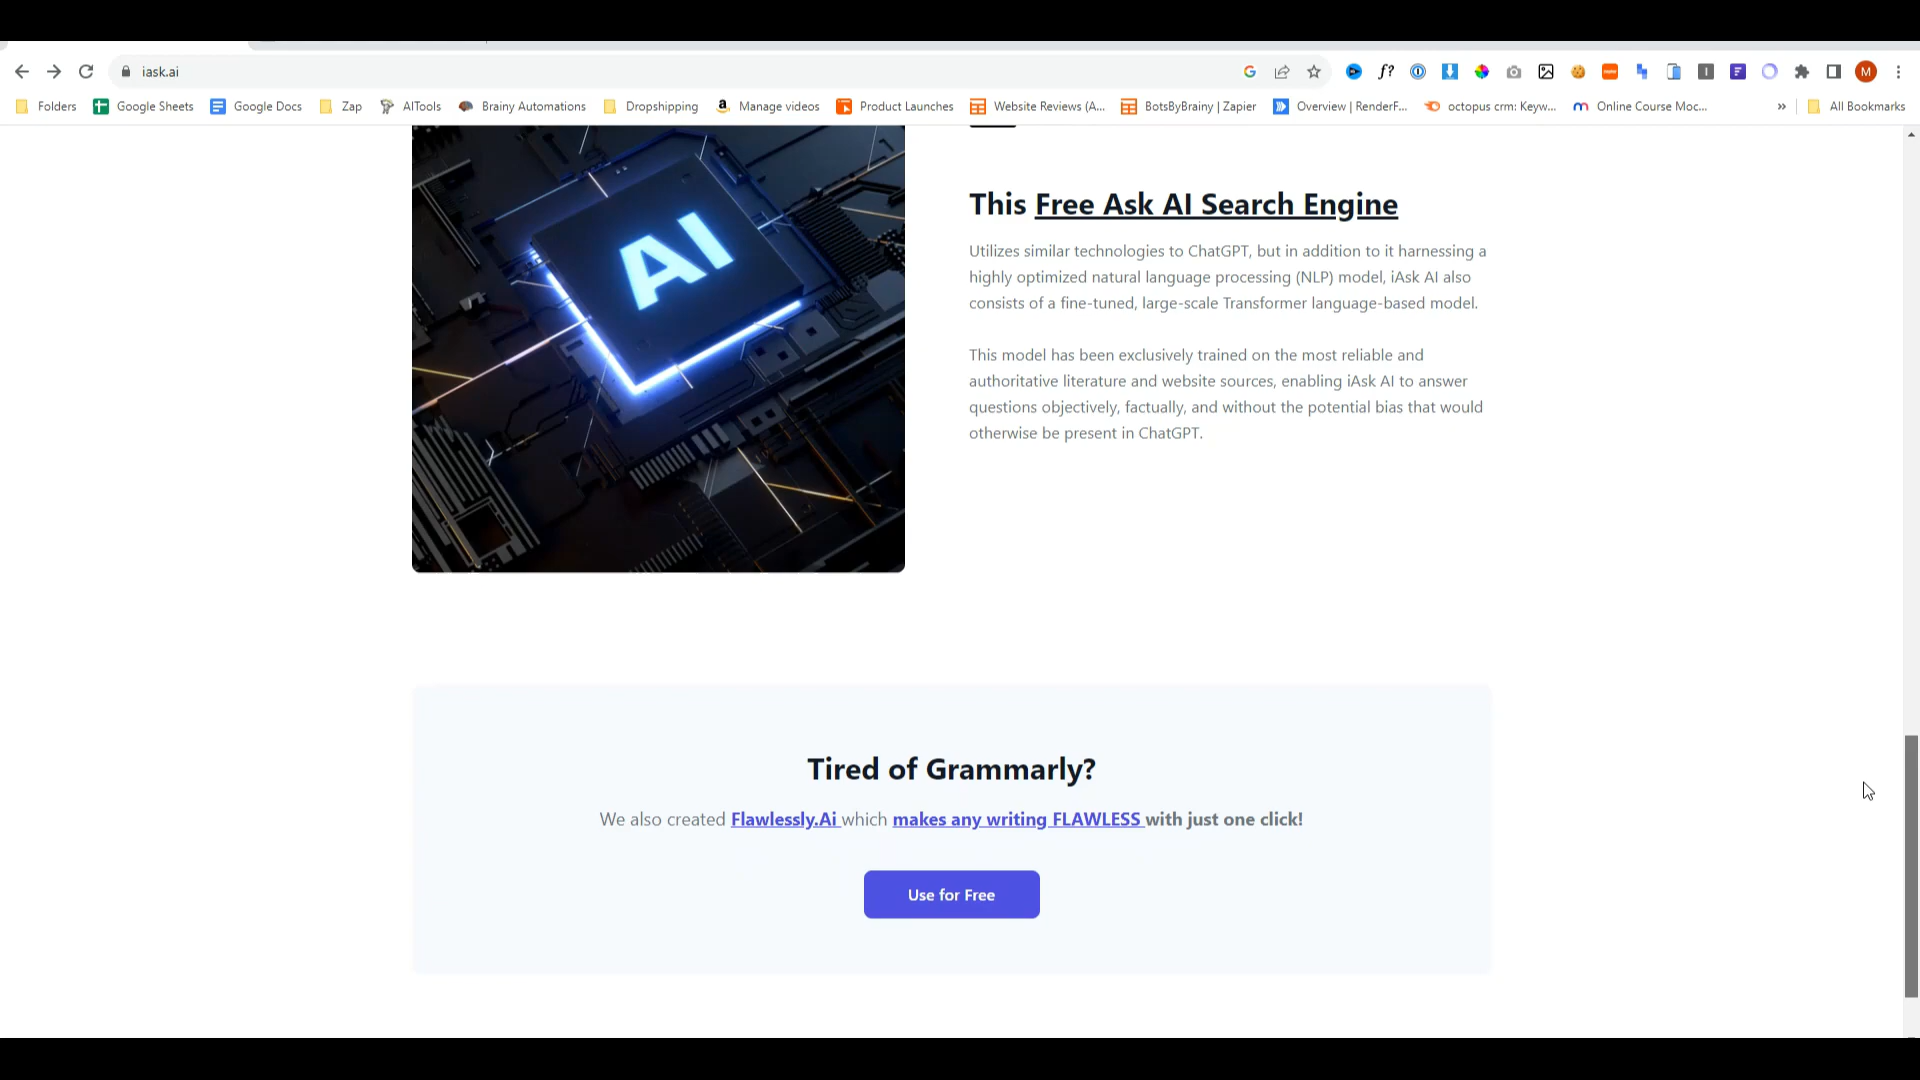 iask.ai
f?
M
Folders
Google Sheets
Google Docs
Zap
AITools
Brainy Automations
Dropshipping
Manage videos
Product Launches
Website Reviews (A...
BotsByBrainy | Zapier
Overview | RenderF...
octopus crm: Keyw...
Online Course Moc...
»
All Bookmarks
AI
This Free Ask AI Search Engine
Utilizes similar technologies to ChatGPT, but in addition to it harnessing a
highly optimized natural language processing (NLP) model, iAsk AI also
consists of a fine-tuned, large-scale Transformer language-based model.
This model has been exclusively trained on the most reliable and
authoritative literature and website sources, enabling iAsk AI to answer
questions objectively, factually, and without the potential bias that would
otherwise be present in ChatGPT.
Tired of Grammarly?
We also created Flawlessly.Ai which makes any writing FLAWLESS with just one click!
Use for Free